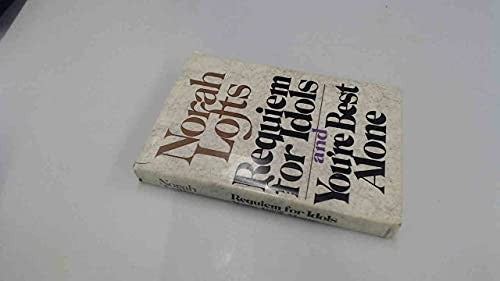 Norah
Lofts
Requiem
for Idols
and
You're Best
Alone
Norah
Requiem for Idols